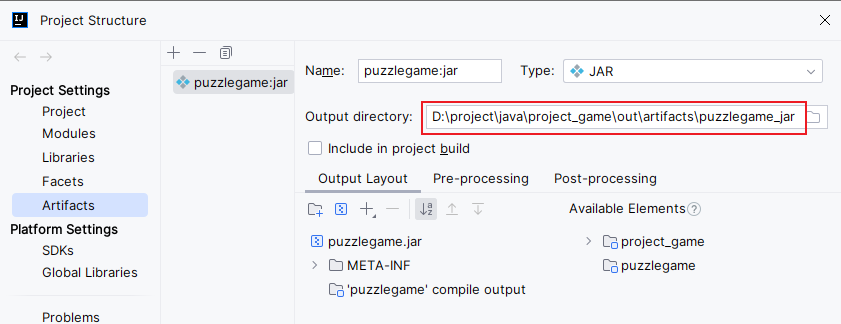 Project Structure
Project Settings
Project
Modules
Libraries
Facets
Artifacts
Platform Settings
SDKs
Global Libraries
Problems
puzzlegame:jar
Name: puzzlegame:jar Type: JAR
Output directory: D:\project\java\project_game\out\artifacts\puzzlegame_jar
Include in project build
Output Layout Pre-processing Post-processing
Available Elements ?
puzzlegame.jar
META-INF
'puzzlegame' compile output
project_game
puzzlegame